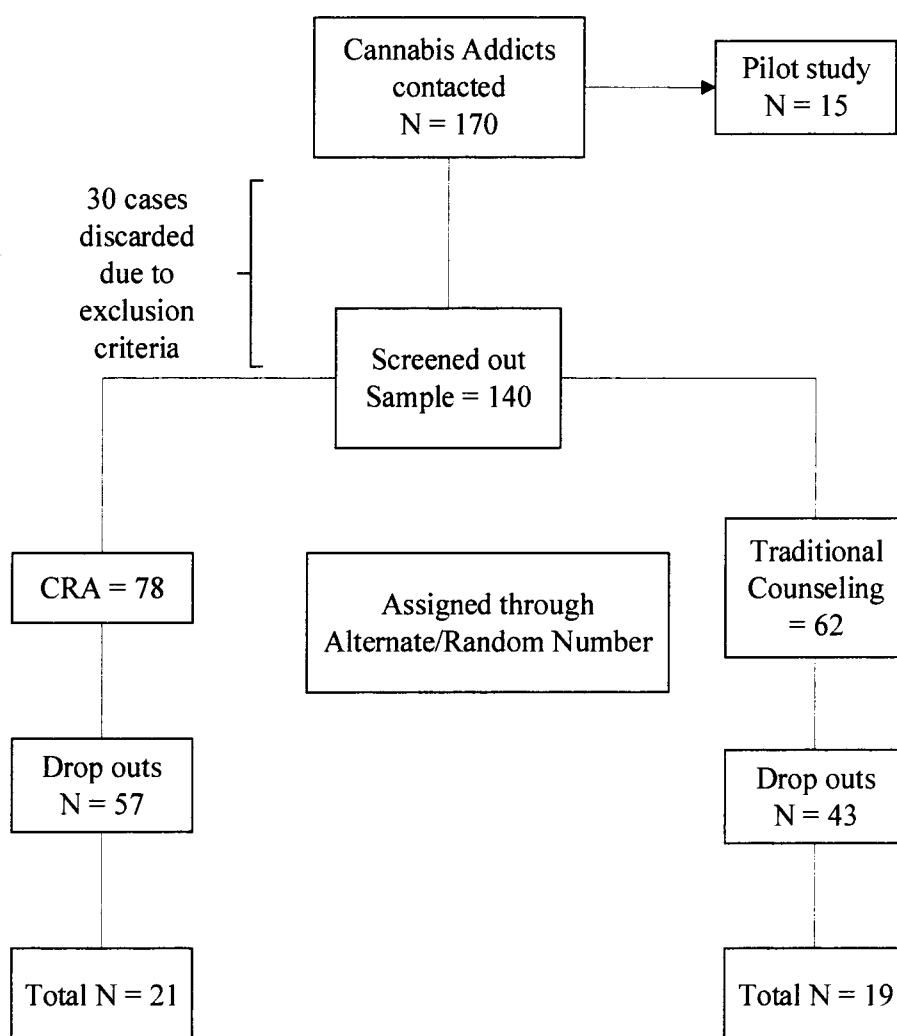 Cannabis Addicts
contacted
N = 170
Pilot study
N = 15
30 cases
discarded
due to
exclusion
criteria
Screened out
Sample = 140
CRA = 78
Assigned through
Alternate/Random Number
Traditional
Counseling
= 62
Drop outs
N = 57
Drop outs
N = 43
Total N = 21
Total N = 19